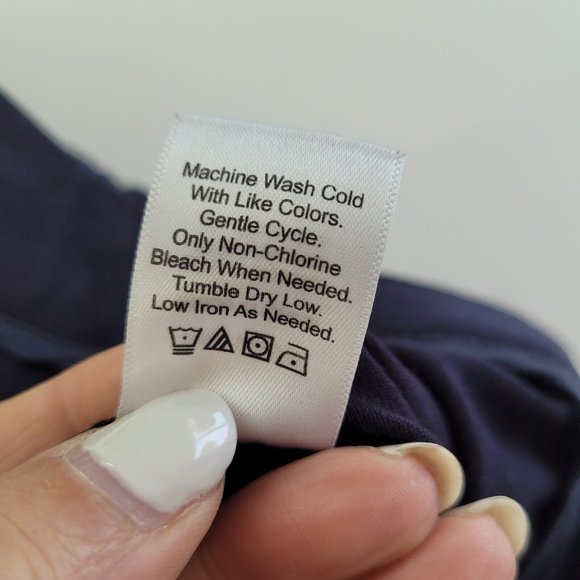 Machine Wash Cold
With Like Colors.
Gentle Cycle.
Only Non-Chlorine
Bleach When Needed.
Tumble Dry Low.
Low Iron As Needed.